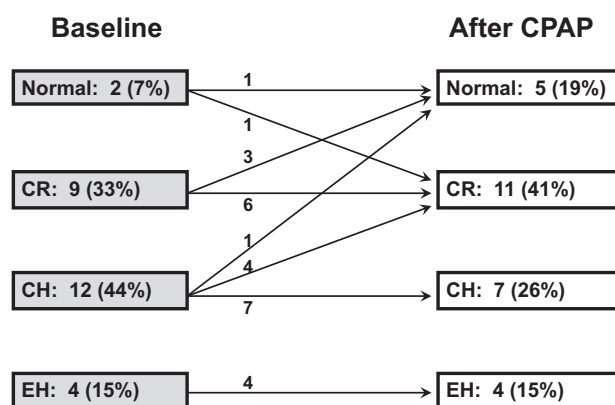 Baseline After CPAP
Normal: 2 (7%) 1 Normal: 5 (19%)
1
3
CR: 9 (33%) CR: 11 (41%)
6
1
4
CH: 12 (44%) CH: 7 (26%)
7
EH: 4 (15%) 4 EH: 4 (15%)